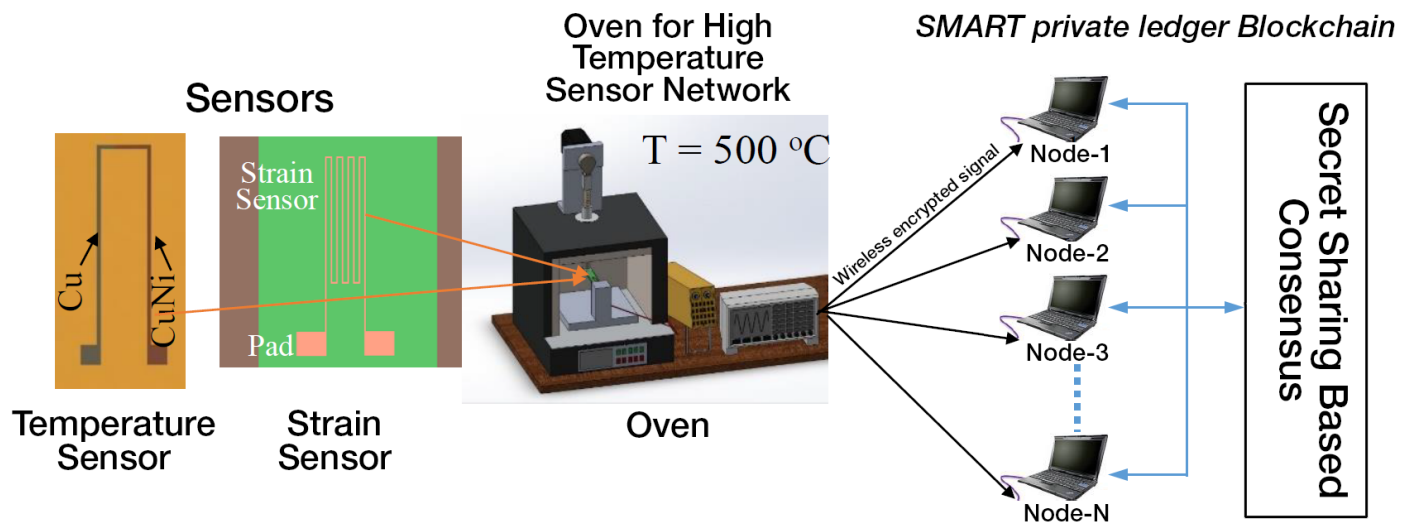 Sensors
Cu
CuNi
Temperature
Sensor
Strain
Sensor
Pad
Strain
Sensor
Oven for High
Temperature
Sensor Network
T = 500 °C
Oven
SMART private ledger Blockchain
Wireless encrypted signal
Node-1
Node-2
Node-3
Node-N
Secret Sharing Based
Consensus